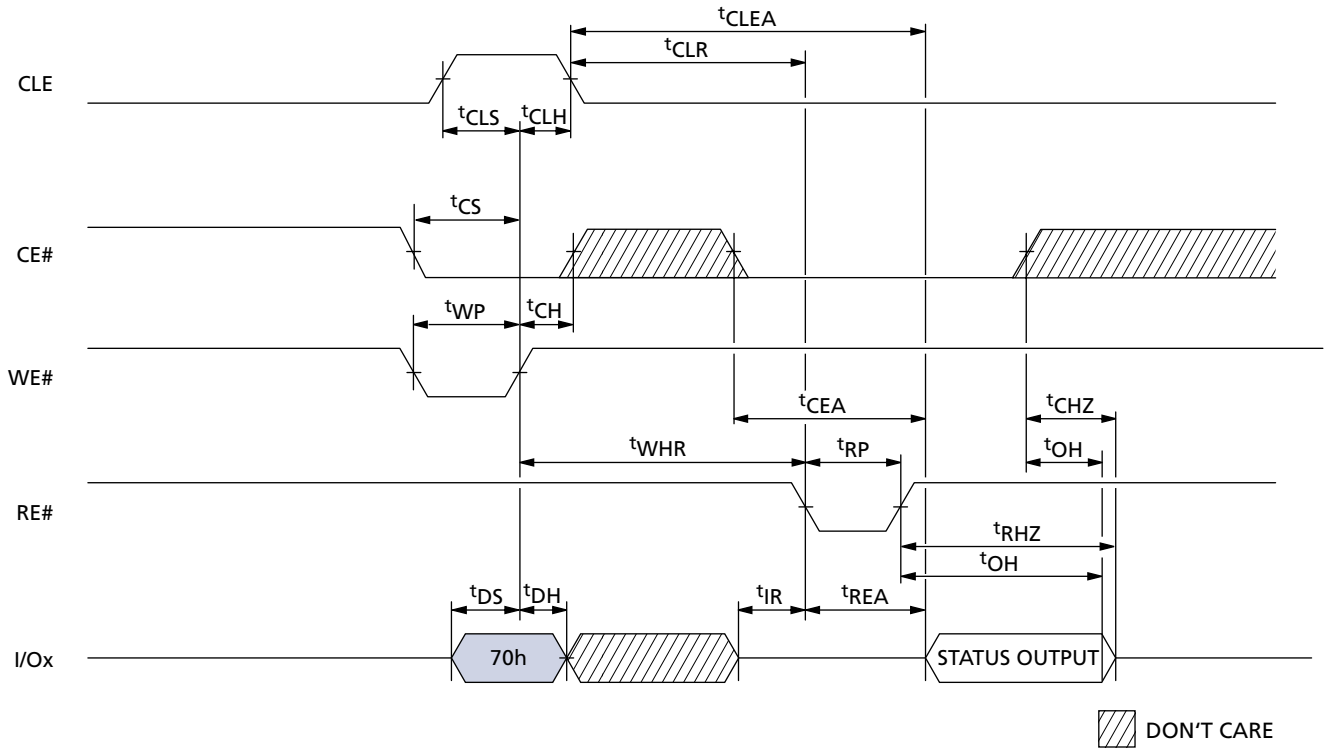 tCLEA
tCLR
CLE
tCLS
tCLH
tCS
CE#
tWP
tCH
WE#
tCEA
tCHZ
tWHR
tRP
tOH
RE#
tRHZ
tOH
tDS
tDH
tIR
tREA
I/Ox
70h
STATUS OUTPUT
DON'T CARE